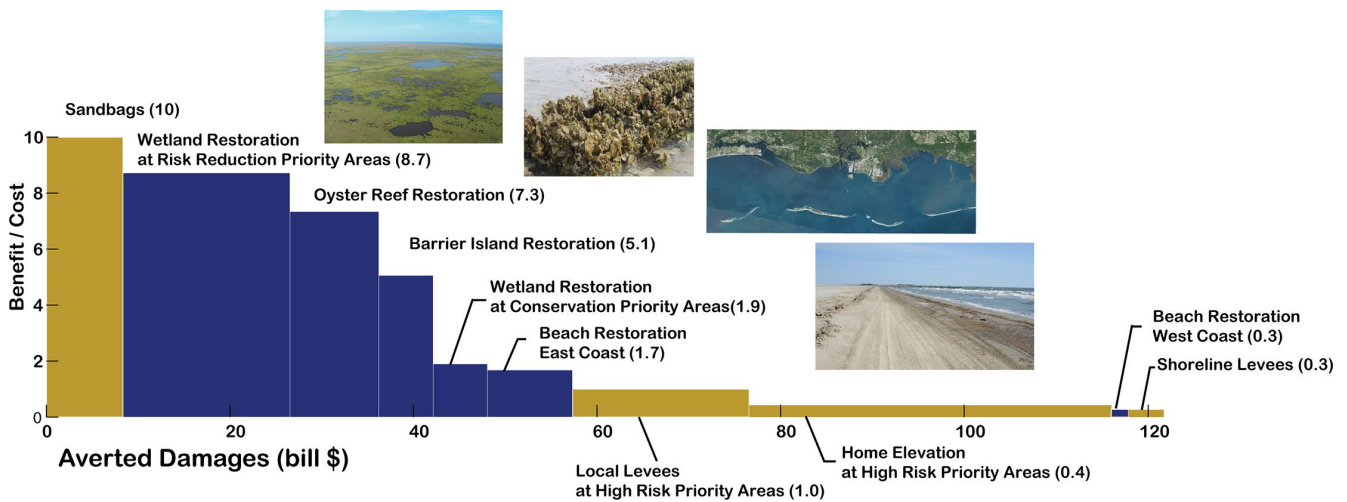 Sandbags (10)
Wetland Restoration
at Risk Reduction Priority Areas (8.7)
Oyster Reef Restoration (7.3)
Barrier Island Restoration (5.1)
Wetland Restoration
at Conservation Priority Areas(1.9)
Beach Restoration
East Coast (1.7)
Beach Restoration
West Coast (0.3)
Shoreline Levees (0.3)
Benefit / Cost
10
8
6
4
2
0
0
20
60
80
100
120
Averted Damages (bill $)
Local Levees
at High Risk Priority Areas (1.0)
Home Elevation
at High Risk Priority Areas (0.4)